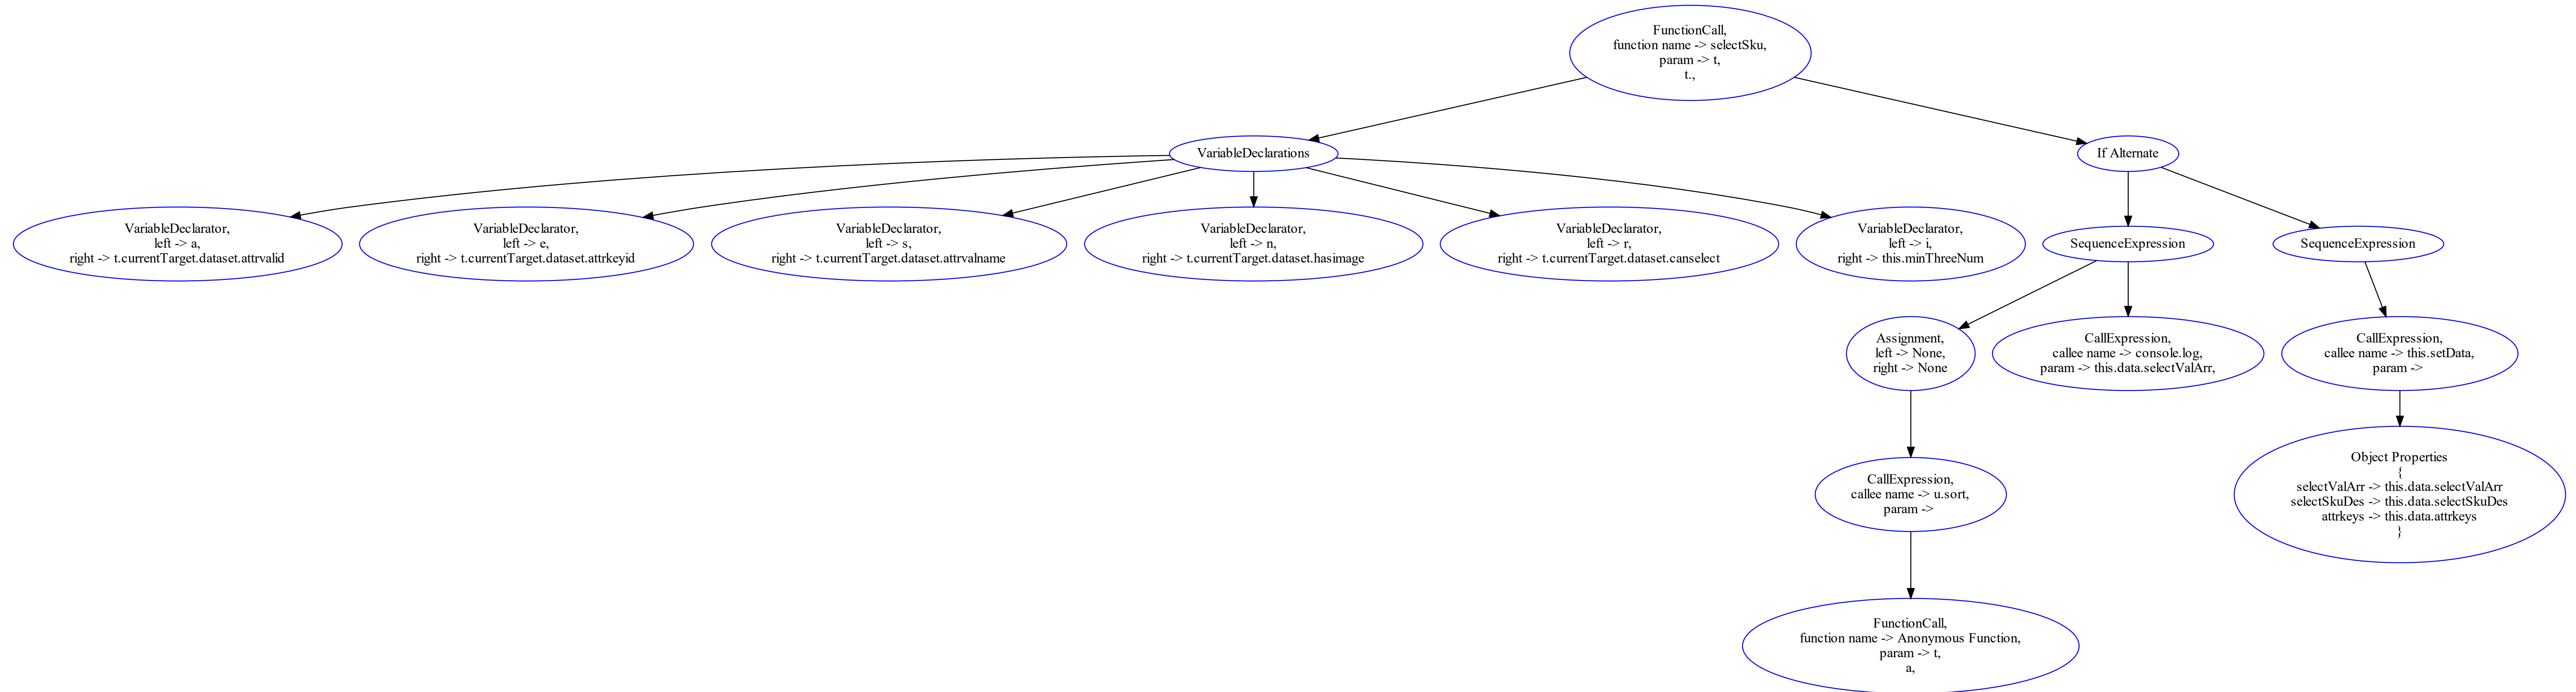 FunctionCall,
function name -> selectSku,
param -> t,
t.,
VariableDeclarations
If Alternate
VariableDeclarator,
left -> a,
right -> t.currentTarget.dataset.attrvalid
VariableDeclarator,
left -> e,
right -> t.currentTarget.dataset.attrkeyid
VariableDeclarator,
left -> s,
right -> t.currentTarget.dataset.attrvalname
VariableDeclarator,
left -> n,
right -> t.currentTarget.dataset.hasimage
VariableDeclarator,
left -> r,
right -> t.currentTarget.dataset.canselect
VariableDeclarator,
left -> i,
right -> this.minThreeNum
SequenceExpression
SequenceExpression
Assignment,
left -> None,
right -> None
CallExpression,
callee name -> console.log,
param -> this.data.selectValArr,
CallExpression,
callee name -> this.setData,
param ->
CallExpression,
callee name -> u.sort,
param ->
Object Properties
{
selectValArr -> this.data.selectValArr
selectSkuDes -> this.data.selectSkuDes
attrkeys -> this.data.attrkeys
}
FunctionCall,
function name -> Anonymous Function,
param -> t,
a,